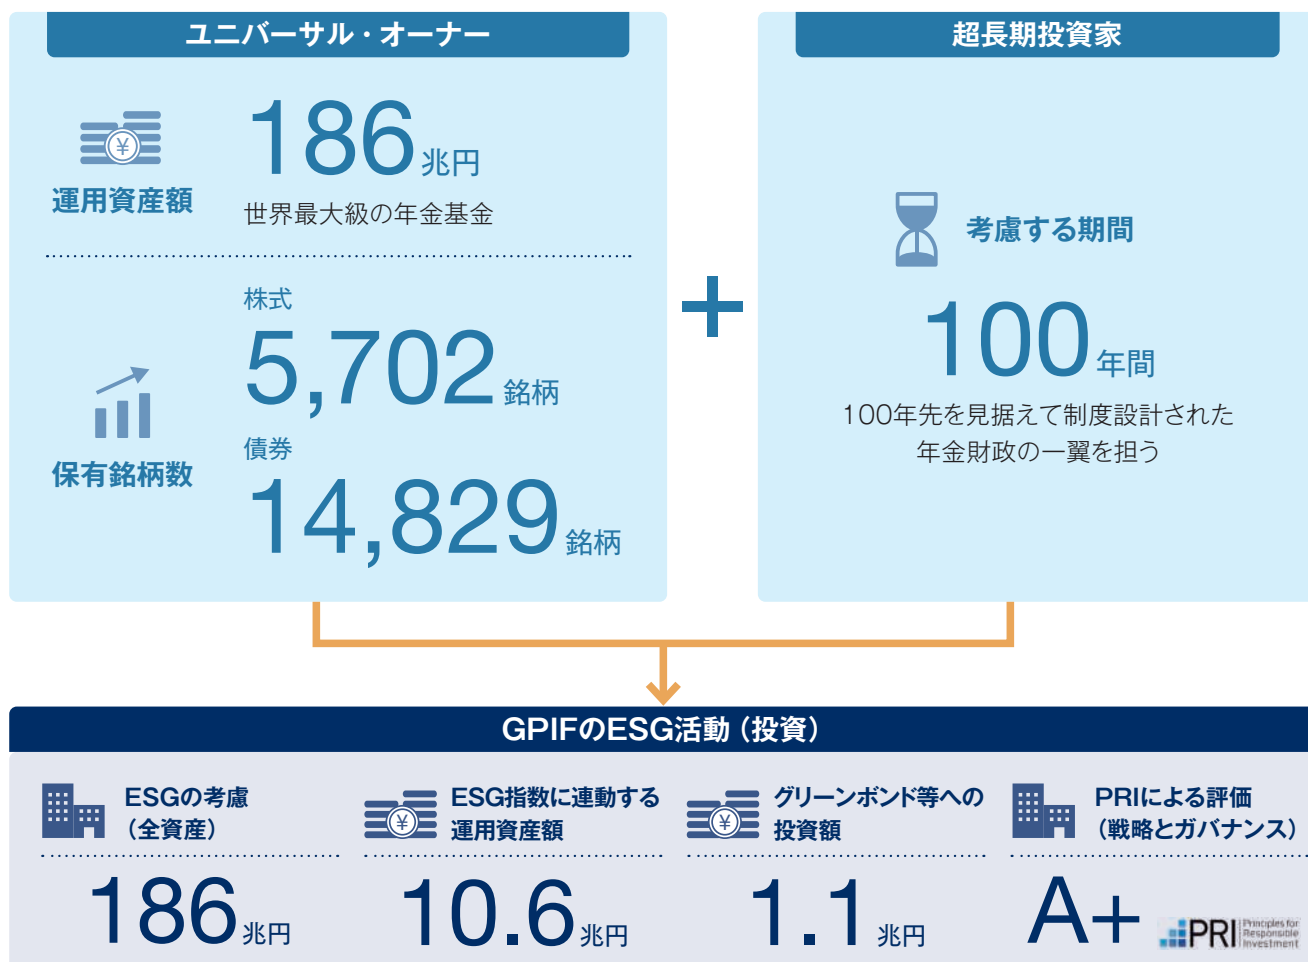 ユニバーサル・オーナー
¥
運用資産額
186兆円
世界最大級の年金基金
保有銘柄数
株式
5,702銘柄
債券
14,829銘柄
+
超長期投資家
考慮する期間
100年間
100年先を見据えて制度設計された
年金財政の一翼を担う
GPIFのESG活動（投資）
ESGの考慮
（全資産）
186兆円
¥
ESG指数に連動する
運用資産額
10.6兆円
¥
グリーンボンド等への
投資額
1.1兆円
PRIによる評価
（戦略とガバナンス）
A+
PRI
Principles for
Responsible
Investment